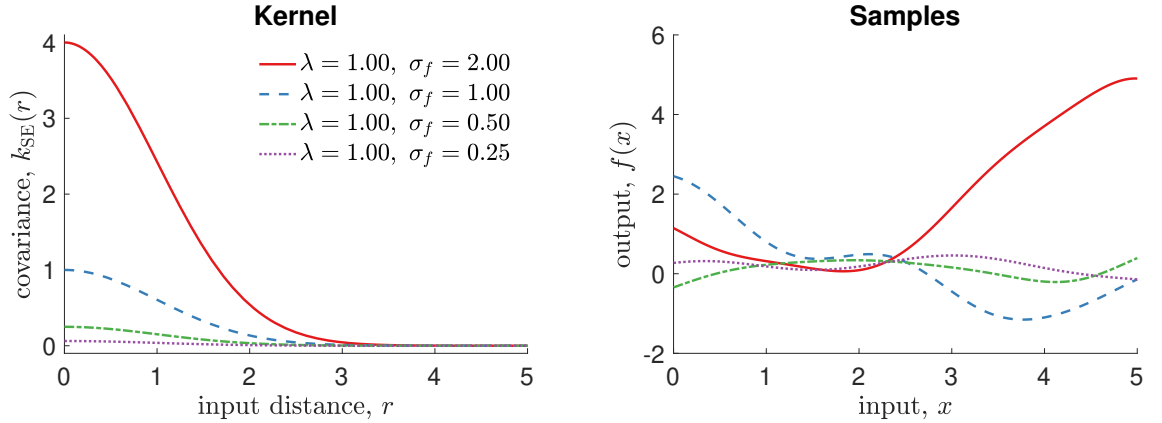 Kernel
4
3
2
1
0
0 1 2 3 4 5
covariance, k_SE(r)
input distance, r
λ = 1.00, σ_f = 2.00
λ = 1.00, σ_f = 1.00
λ = 1.00, σ_f = 0.50
λ = 1.00, σ_f = 0.25
Samples
6
4
2
0
-2
0 1 2 3 4 5
output, f(x)
input, x